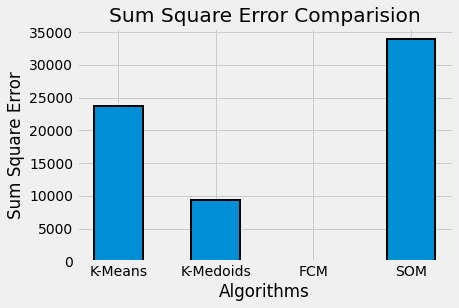 Sum Square Error Comparision
Sum Square Error
35000
30000
25000
20000
15000
10000
5000
0
K-Means K-Medoids FCM SOM
Algorithms